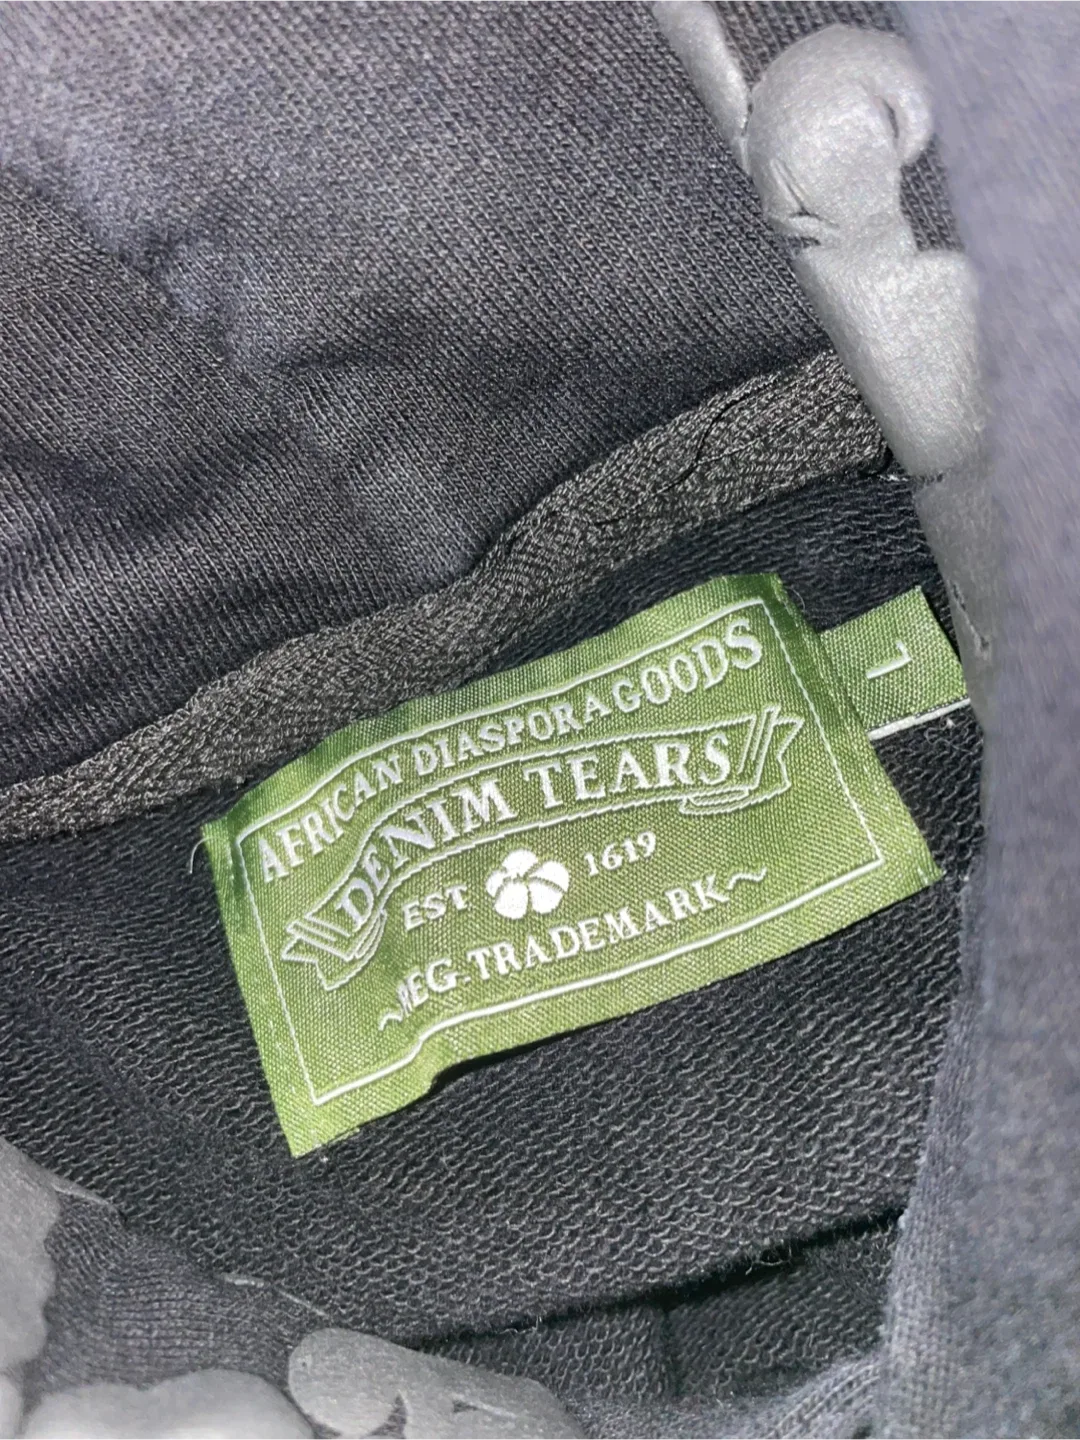 AFRICAN DIASPORA GOODS
DENIM TEARS
EST 1619
~REG. TRADEMARK~
L